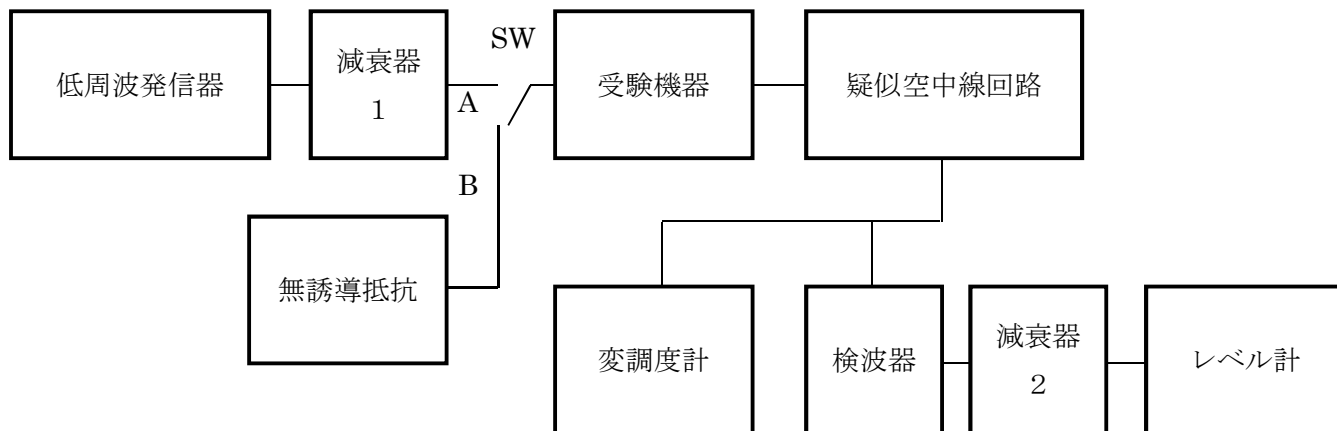 SW
低周波発信器
減衰器
1
A
受験機器
疑似空中線回路
B
無誘導抵抗
変調度計
検波器
減衰器
2
レベル計